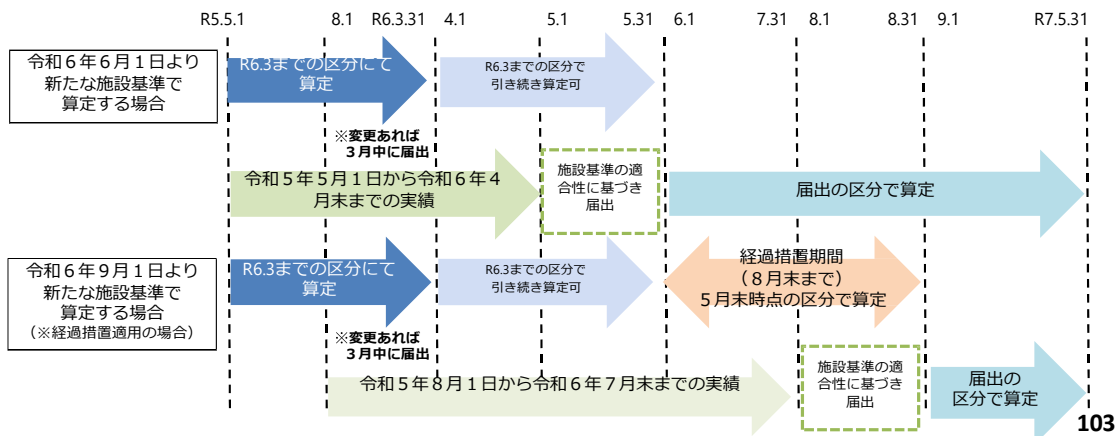 R5.5.1 8.1 R6.3.31 4.1 5.1 5.31 6.1 7.31 8.1 8.31 9.1 R7.5.31
令和６年６月１日より
新たな施設基準で
算定する場合
R6.3までの区分にて
算定
R6.3までの区分で
引き続き算定可
※変更あれば
３月中に届出
令和５年５月１日から令和６年４
月末までの実績
施設基準の適
合性に基づき
届出
届出の区分で算定
令和６年９月１日より
新たな施設基準で
算定する場合
（※経過措置適用の場合）
R6.3までの区分にて
算定
R6.3までの区分で
引き続き算定可
経過措置期間
（８月末まで）
５月末時点の区分で算定
※変更あれば
３月中に届出
令和５年８月１日から令和６年７月末までの実績
施設基準の適
合性に基づき
届出
届出の
区分で算定
103